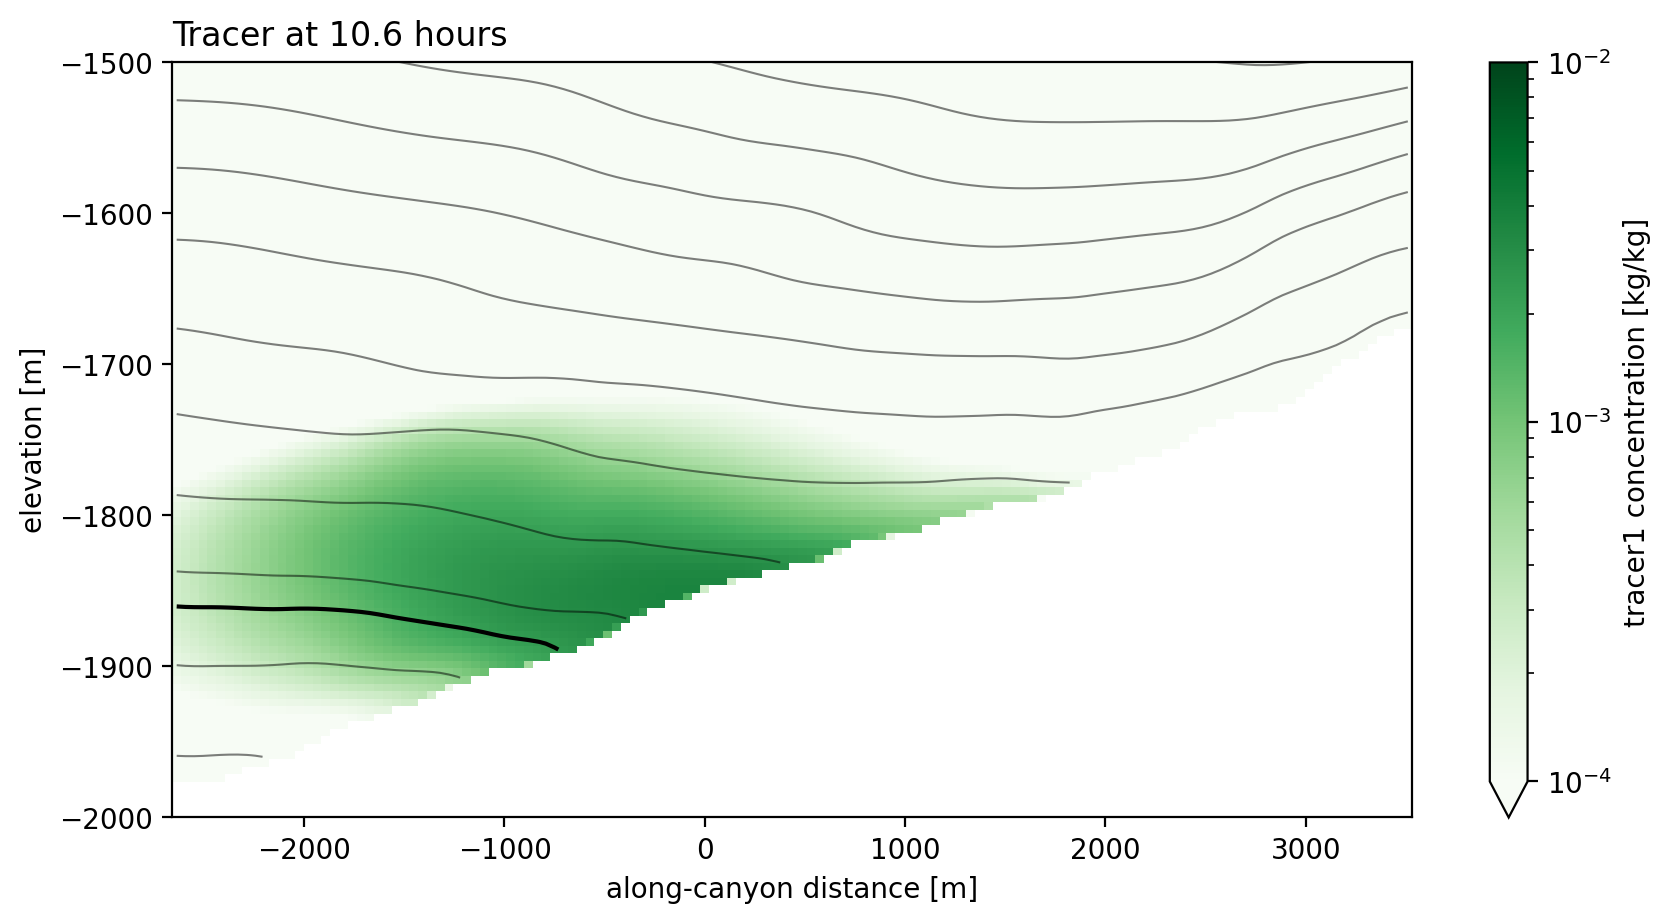 Tracer at 10.6 hours
−1500
−1600
−1700
−1800
−1900
−2000
elevation [m]
−2000 −1000 0 1000 2000 3000
along-canyon distance [m]
10⁻²
10⁻³
10⁻⁴
tracer1 concentration [kg/kg]